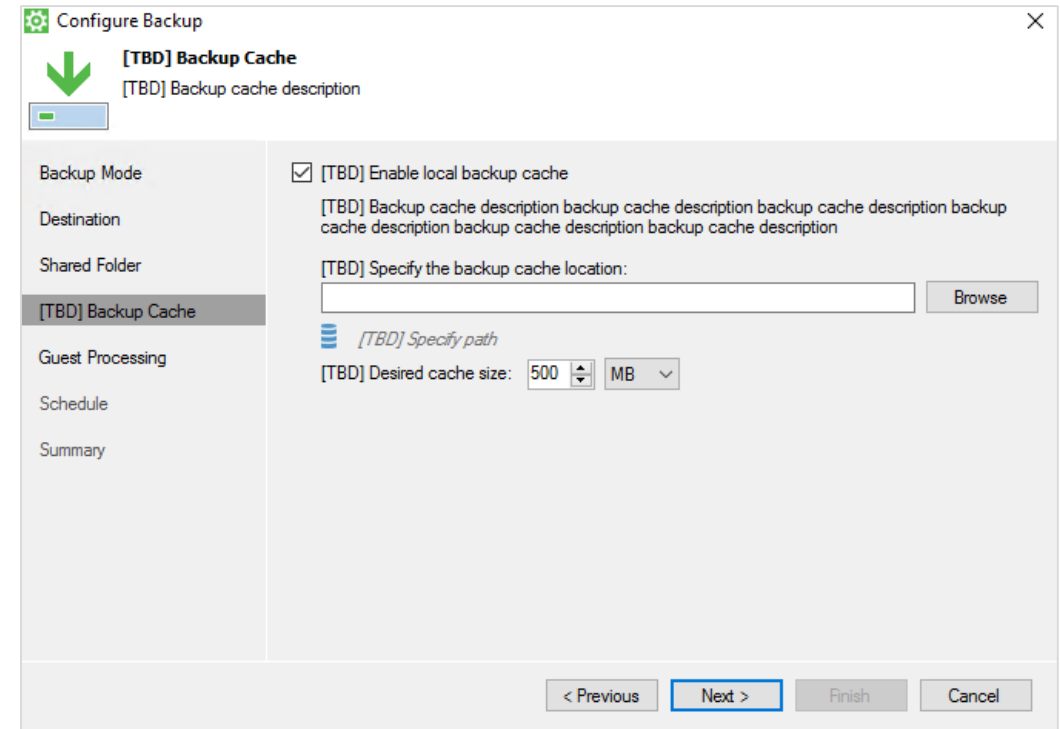 Configure Backup
[TBD] Backup Cache
[TBD] Backup cache description
Backup Mode
Destination
Shared Folder
[TBD] Backup Cache
Guest Processing
Schedule
Summary
[TBD] Enable local backup cache
[TBD] Backup cache description backup cache description backup cache description backup
cache description backup cache description backup cache description
[TBD] Specify the backup cache location:
Browse
[TBD] Specify path
[TBD] Desired cache size: 500 MB
< Previous Next > Finish Cancel